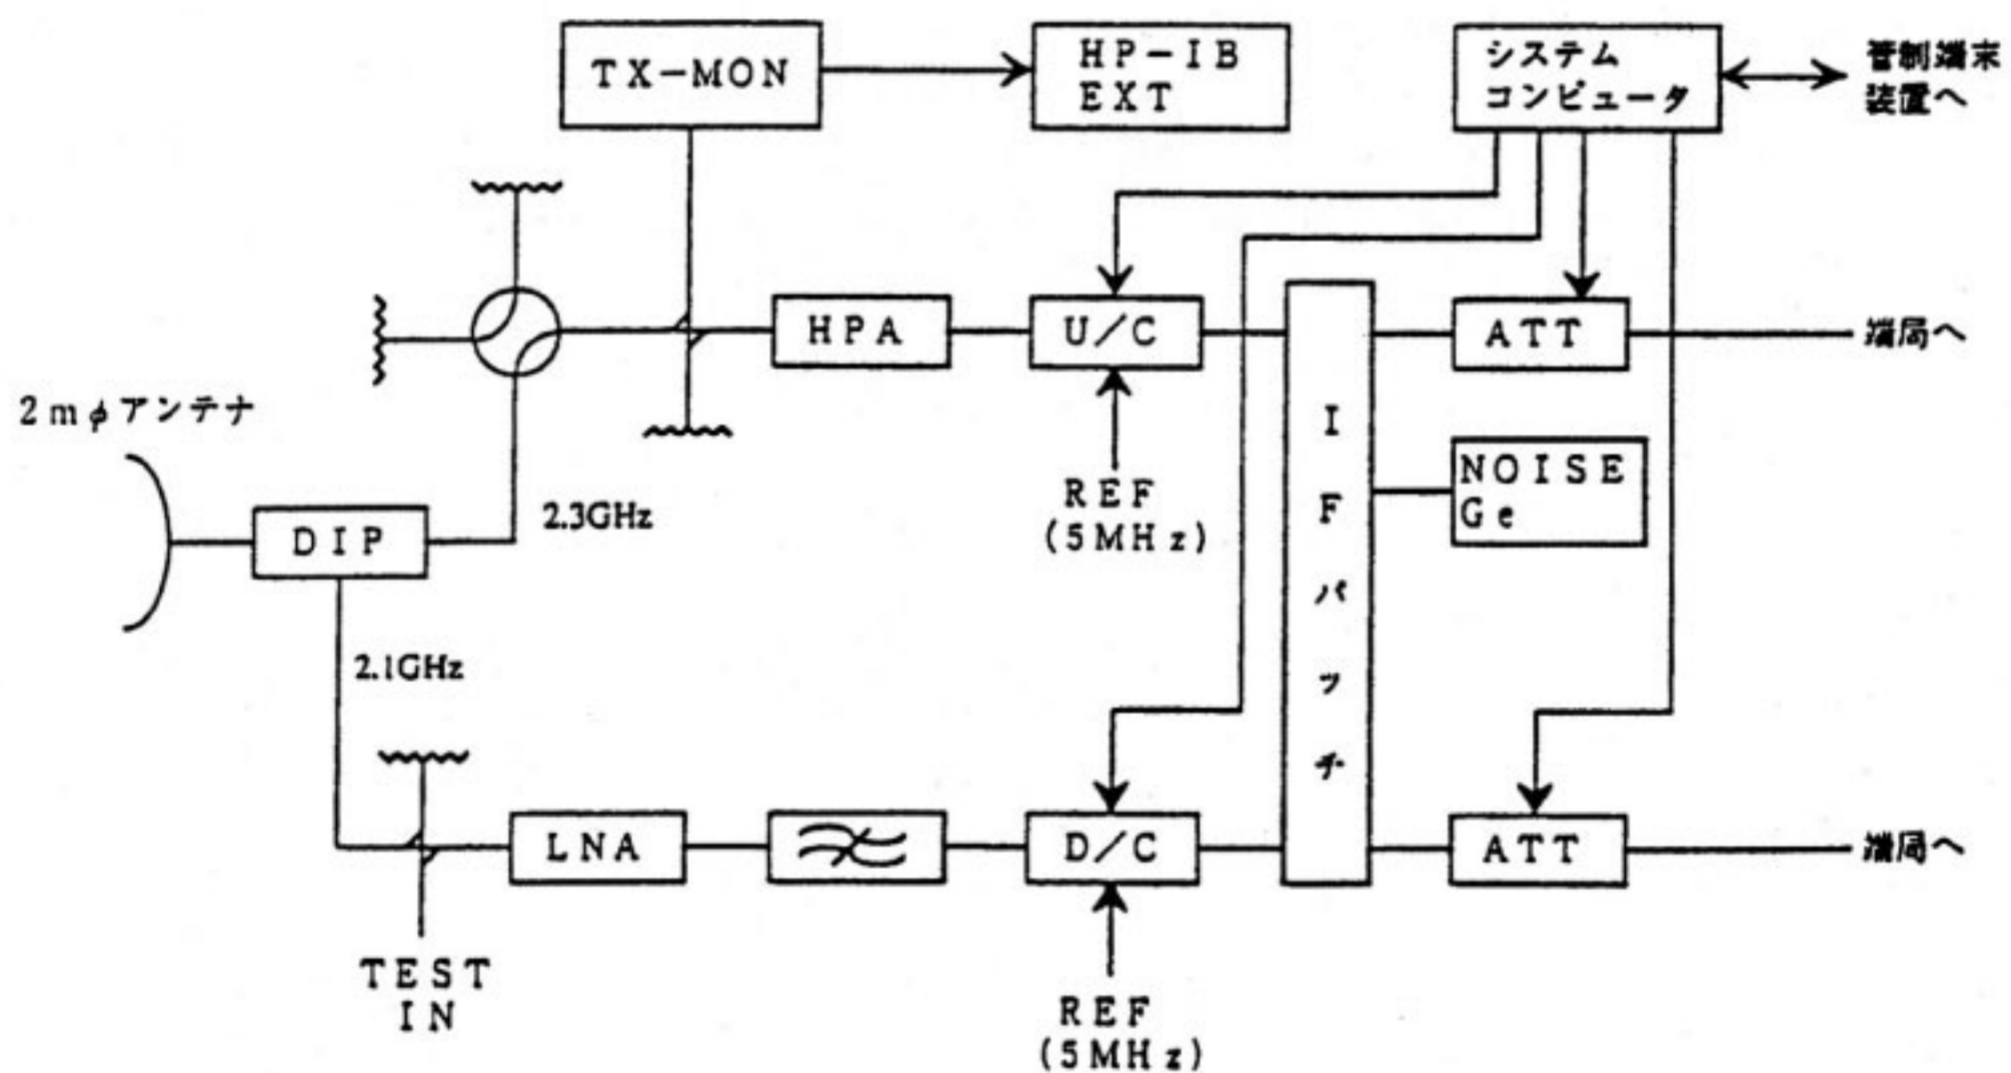 TX-MON
HP-IB
EXT
システム
コンピュータ
管制端末
装置へ
HPA
U/C
ATT
端局へ
2mφアンテナ
I
F
パ
ッ
チ
NOISE
Ge
REF
(5MHz)
2.3GHz
DIP
2.1GHz
LNA
D/C
ATT
端局へ
TEST
IN
REF
(5MHz)